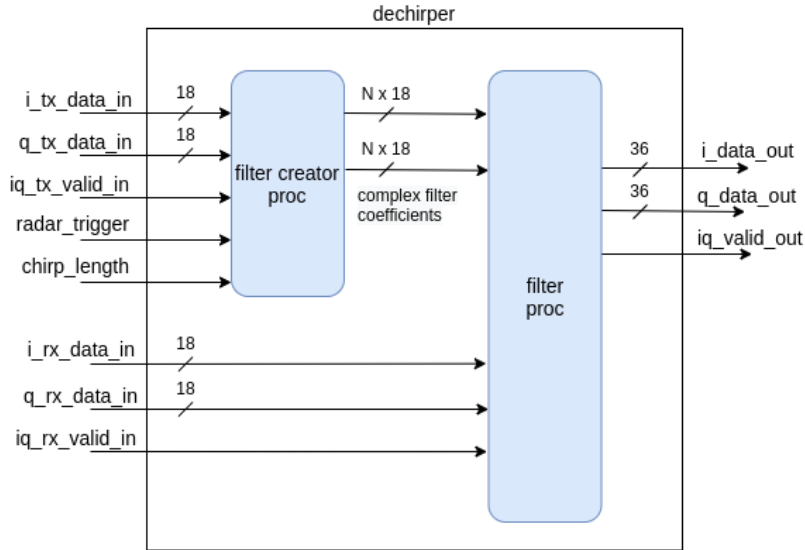 dechirper
i_tx_data_in
18
q_tx_data_in
18
iq_tx_valid_in
radar_trigger
chirp_length
filter creator
proc
N x 18
N x 18
complex filter
coefficients
i_rx_data_in
18
q_rx_data_in
18
iq_rx_valid_in
filter
proc
36
i_data_out
36
q_data_out
iq_valid_out